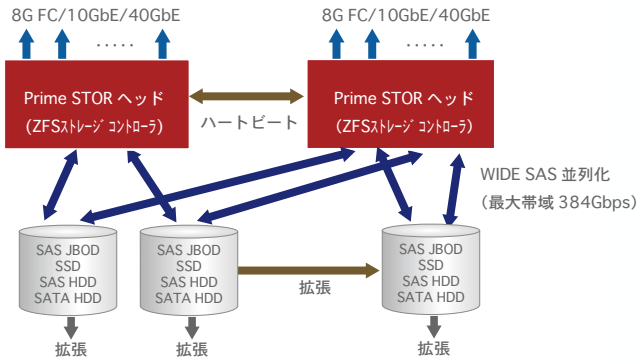 8G FC/10GbE/40GbE
8G FC/10GbE/40GbE
.....
.....
Prime STOR ヘッド
(ZFSｽﾄﾚｰｼﾞ ｺﾝﾄﾛｰﾗ)
ハートビート
Prime STOR ヘッド
(ZFSｽﾄﾚｰｼﾞ ｺﾝﾄﾛｰﾗ)
WIDE SAS 並列化
(最大帯域 384Gbps)
SAS JBOD
SSD
SAS HDD
SATA HDD
SAS JBOD
SSD
SAS HDD
SATA HDD
拡張
SAS JBOD
SSD
SAS HDD
SATA HDD
拡張
拡張
拡張